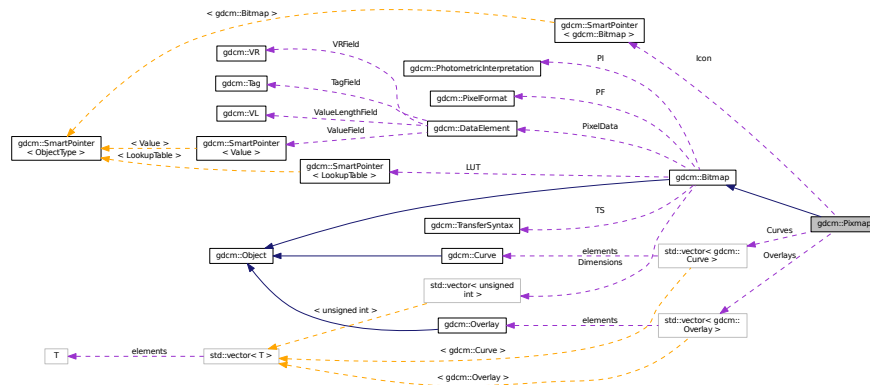 < gdcm::Bitmap >
gdcm::SmartPointer
< gdcm::Bitmap >
VRField
gdcm::VR
PI
Icon
gdcm::PhotometricInterpretation
gdcm::Tag
TagField
PF
gdcm::PixelFormat
gdcm::VL
ValueLengthField
gdcm::DataElement
PixelData
ValueField
gdcm::SmartPointer
< ObjectType >
< Value >
gdcm::SmartPointer
< Value >
< LookupTable >
gdcm::SmartPointer
< LookupTable >
LUT
gdcm::Bitmap
TS
gdcm::TransferSyntax
gdcm::Pixmap
Curves
gdcm::Object
gdcm::Curve
elements
Dimensions
std::vector< gdcm::
Curve >
Overlays
std::vector< unsigned
int >
< unsigned int >
gdcm::Overlay
elements
std::vector< gdcm::
Overlay >
T
elements
std::vector< T >
< gdcm::Curve >
< gdcm::Overlay >